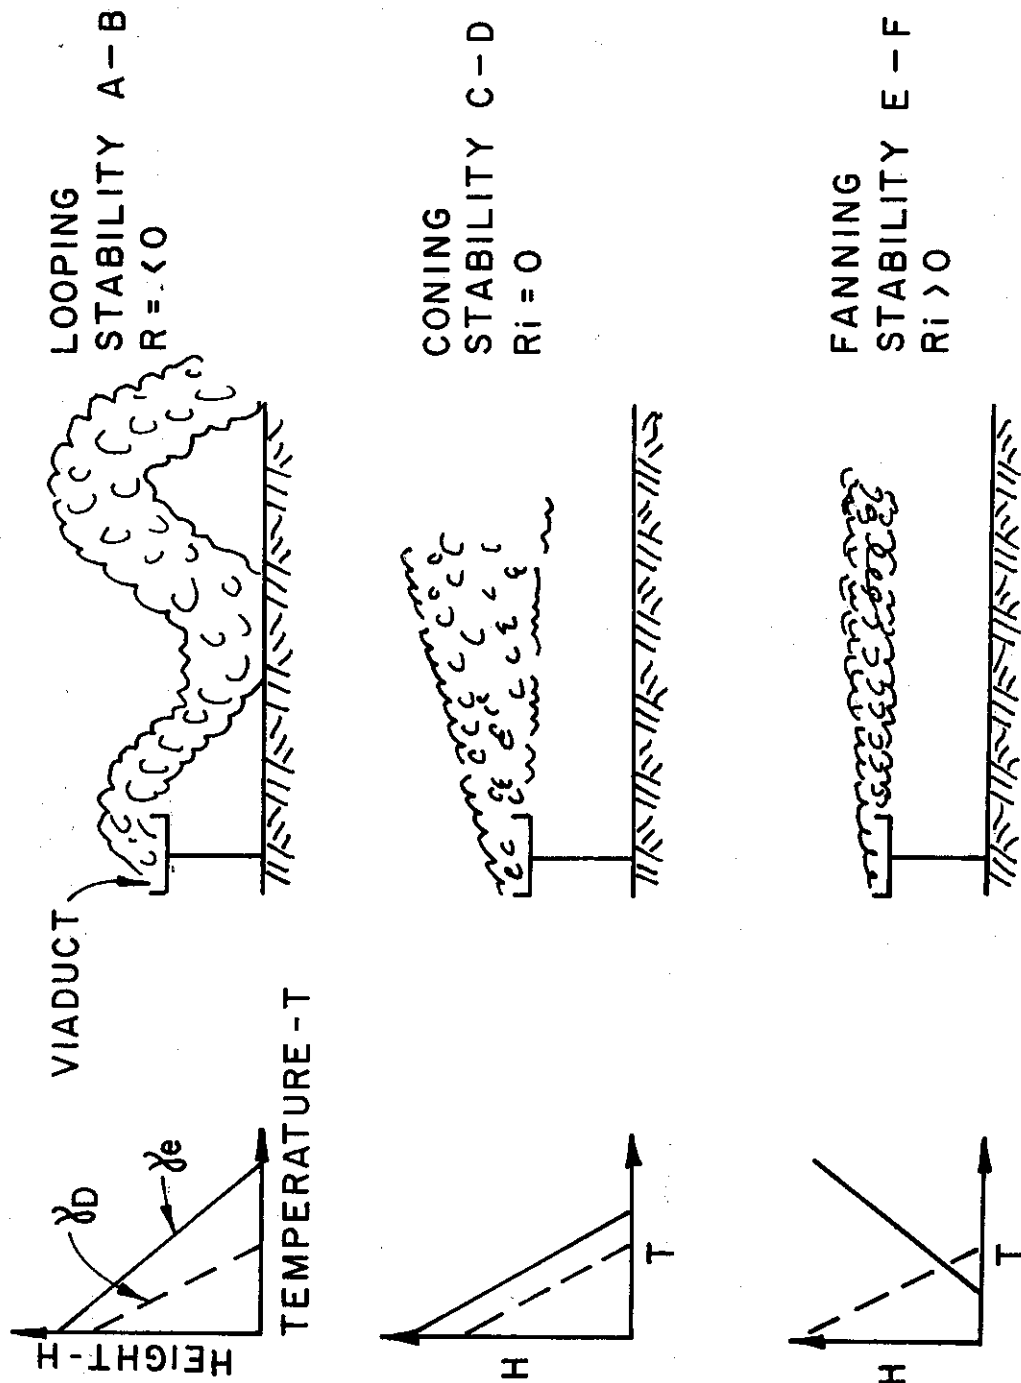 HEIGHT-H
γD
γe
TEMPERATURE-T
VIADUCT
LOOPING
STABILITY A-B
R = .<0
H
T
CONING
STABILITY C-D
Ri = 0
H
T
FANNING
STABILITY E-F
Ri >0